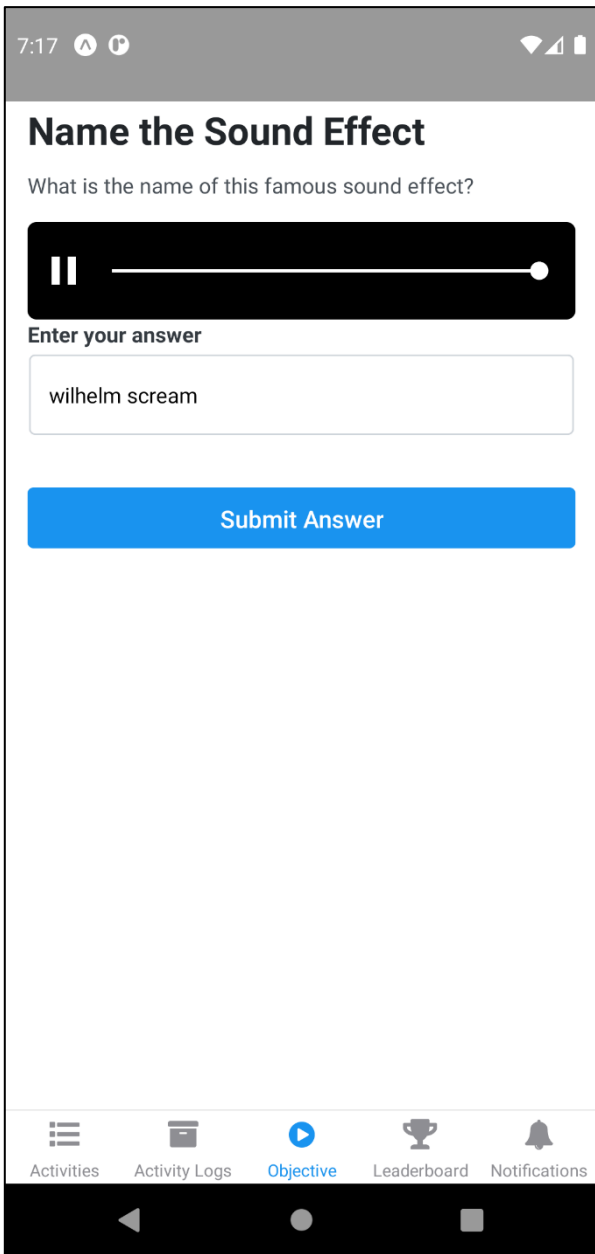 7:17
Name the Sound Effect
What is the name of this famous sound effect?
Enter your answer
wilhelm scream
Submit Answer
Activities Activity Logs Objective Leaderboard Notifications